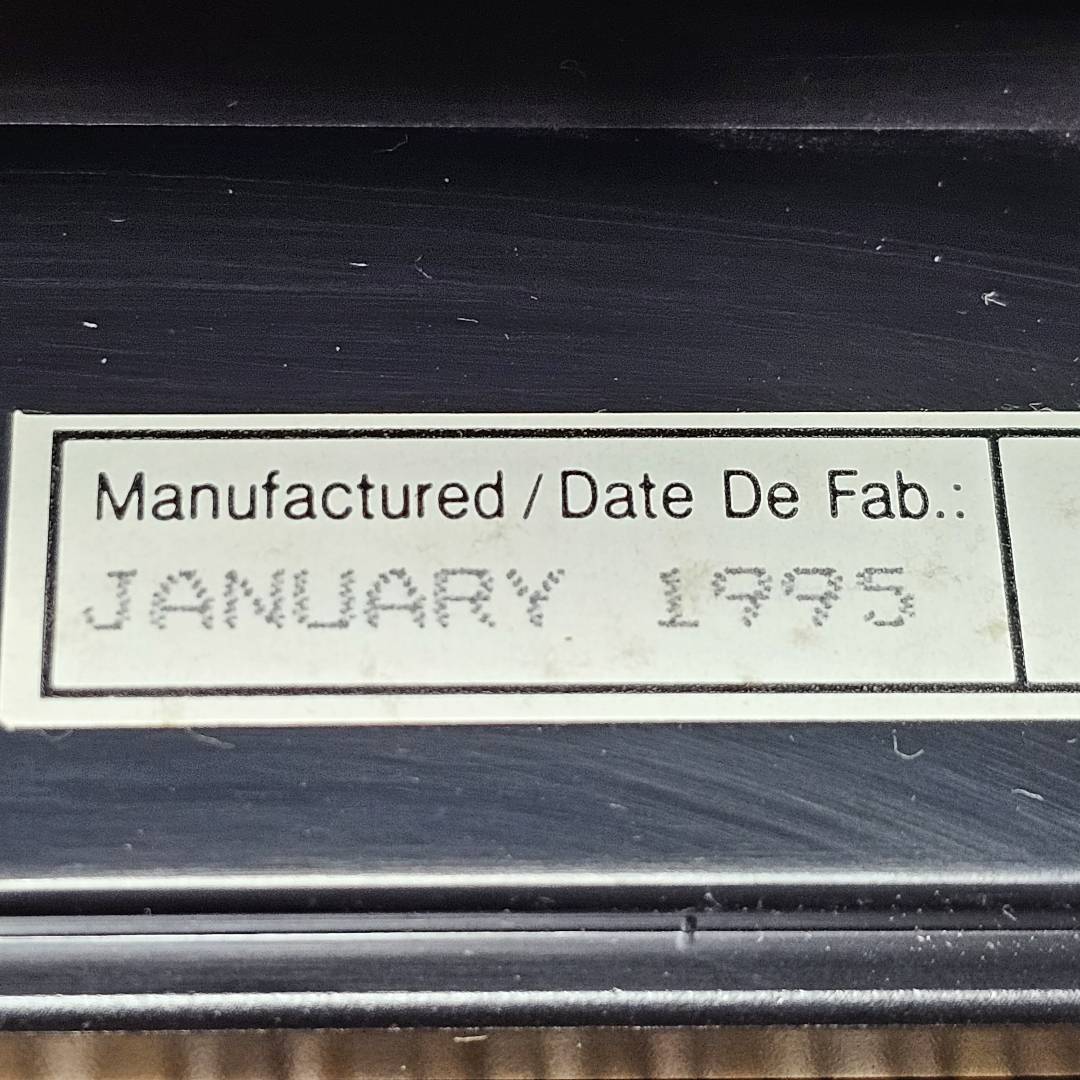 Manufactured / Date De Fab.:
JANUARY 1995